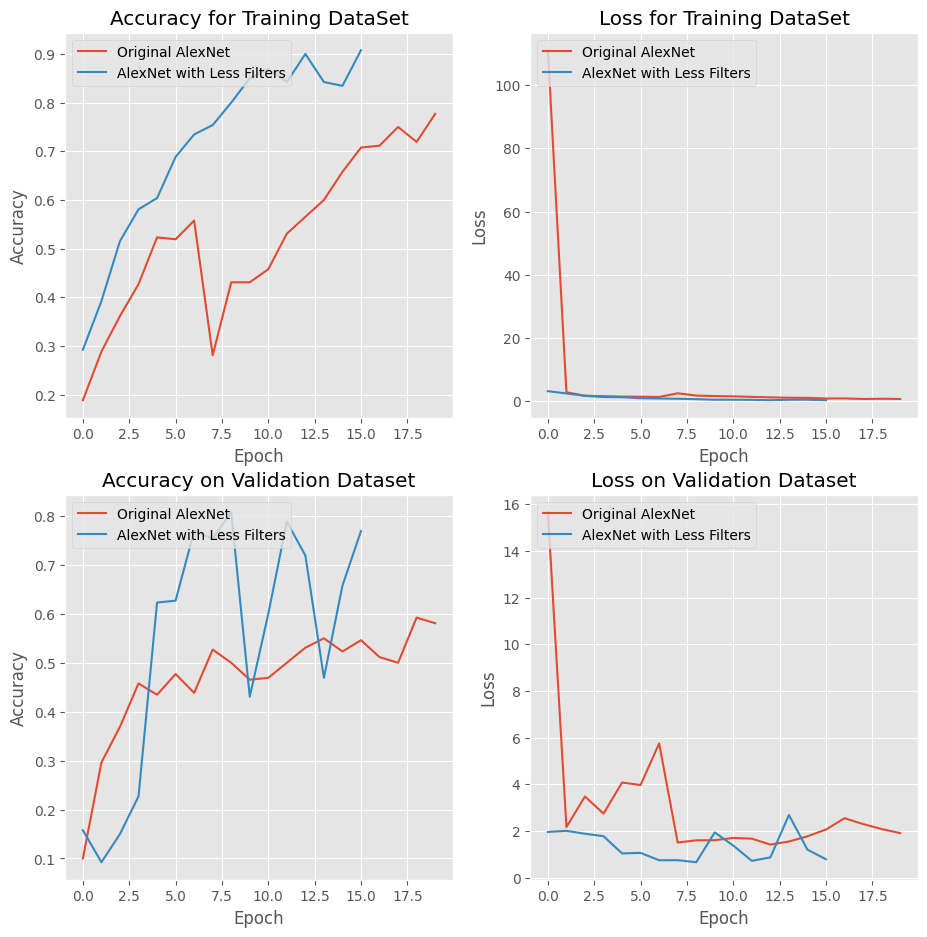 Accuracy for Training DataSet
Original AlexNet
AlexNet with Less Filters
0.9
0.8
0.7
0.6
0.5
0.4
0.3
0.2
Accuracy
0.0 2.5 5.0 7.5 10.0 12.5 15.0 17.5
Epoch
Loss for Training DataSet
Original AlexNet
AlexNet with Less Filters
100
80
60
40
20
0
Loss
0.0 2.5 5.0 7.5 10.0 12.5 15.0 17.5
Epoch
Accuracy on Validation Dataset
Original AlexNet
AlexNet with Less Filters
0.8
0.7
0.6
0.5
0.4
0.3
0.2
0.1
Accuracy
0.0 2.5 5.0 7.5 10.0 12.5 15.0 17.5
Epoch
Loss on Validation Dataset
Original AlexNet
AlexNet with Less Filters
16
14
12
10
8
6
4
2
0
Loss
0.0 2.5 5.0 7.5 10.0 12.5 15.0 17.5
Epoch